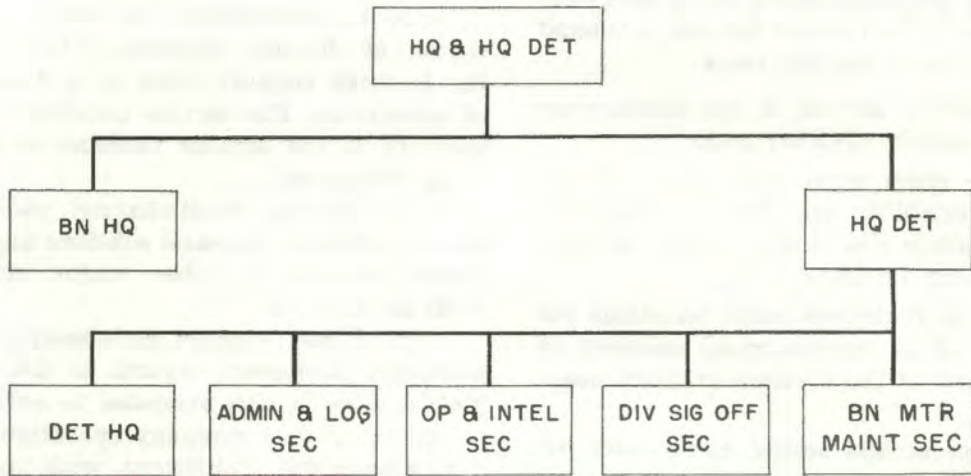 HQ & HQ DET
BN HQ
HQ DET
DET HQ
ADMIN & LOG
SEC
OP & INTEL
SEC
DIV SIG OFF
SEC
BN MTR
MAINT SEC